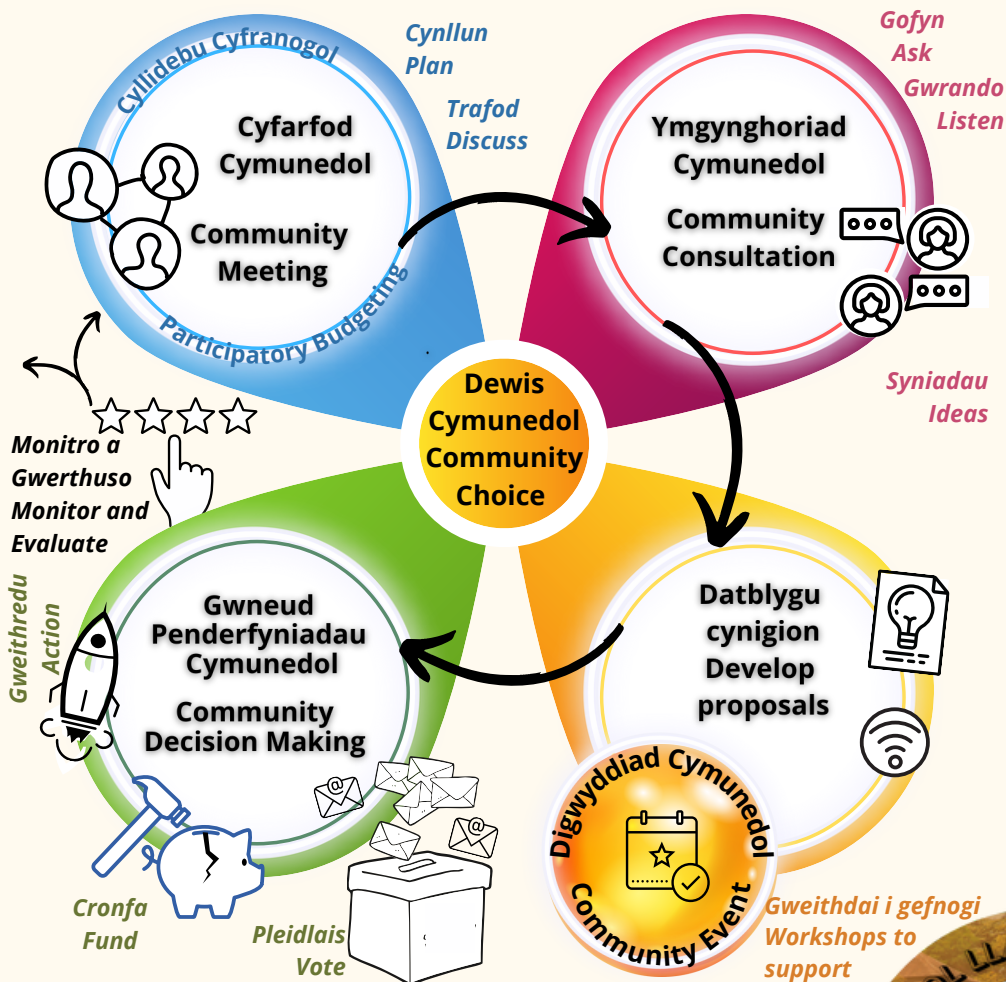 Cyllidebu Cyfranogol
Cyfarfod
Cymunedol
Community
Meeting
Participatory Budgeting
Cynllun
Plan
Trafod
Discuss
Ymgynghoriad
Cymunedol
Community
Consultation
Gofyn
Ask
Gwrando
Listen
Syniadau
Ideas
Dewis
Cymunedol
Community
Choice
Datblygu
cynigion
Develop
proposals
Digwyddiad Cymunedol
Community Event
Gweithdai i gefnogi
Workshops to
support
Gwneud
Penderfyniadau
Cymunedol
Community
Decision Making
Pleidlais
Vote
Cronfa
Fund
Gweithredu
Action
Monitro a
Gwerthuso
Monitor and
Evaluate
@
@